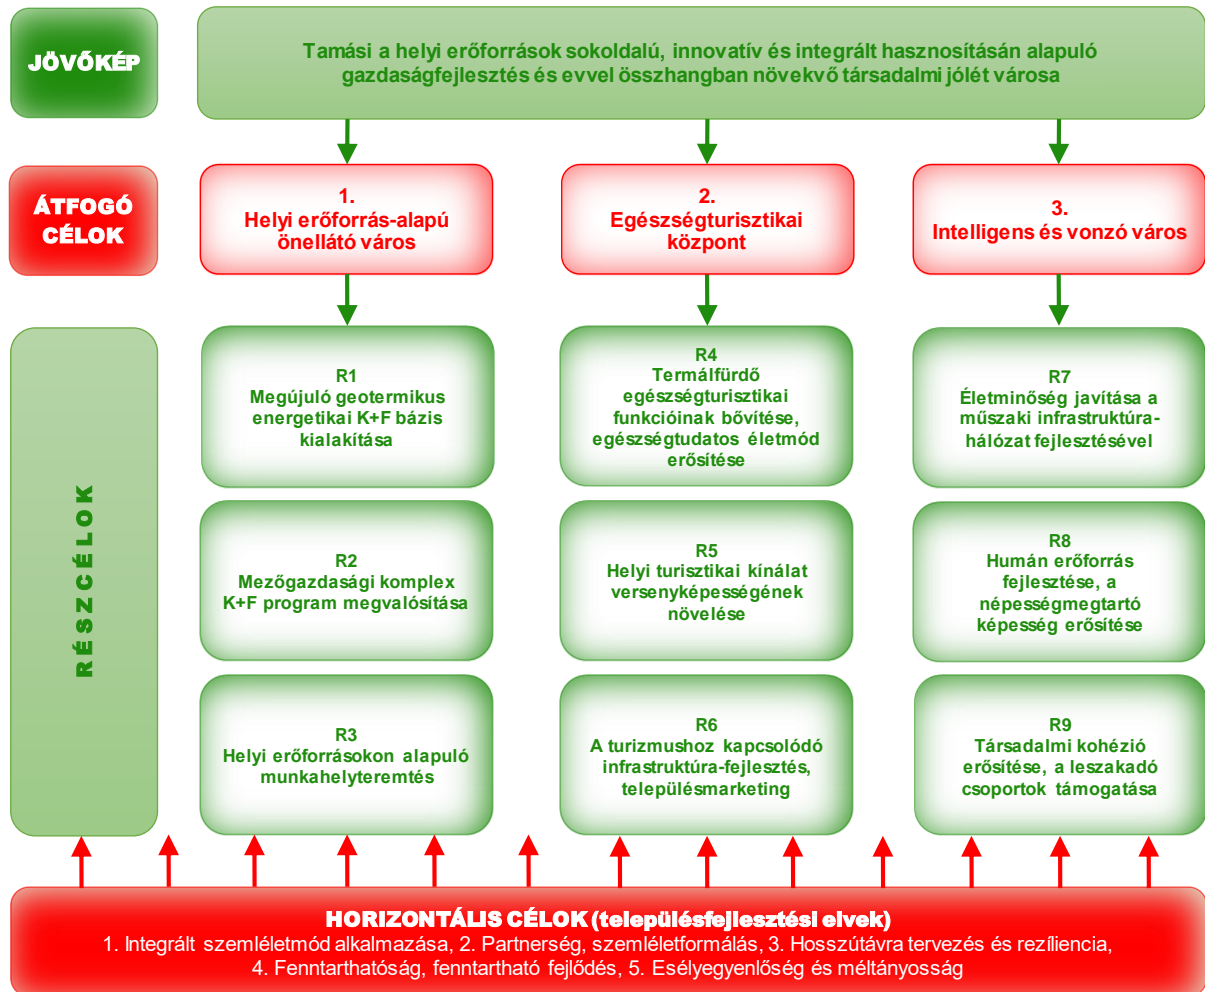 JÖVŐKÉP
Tamási a helyi erőforrások sokoldalú, innovatív és integrált hasznosításán alapuló
gazdaságfejlesztés és evvel összhangban növekvő társadalmi jólét városa
ÁTFOGÓ
CÉLOK
1.
Helyi erőforrás-alapú
önellátó város
2.
Egészségturisztikai
központ
3.
Intelligens és vonzó város
RÉSZCÉLOK
R1
Megújuló geotermikus
energetikai K+F bázis
kialakítása
R4
Termálfürdő
egészségturisztikai
funkcióinak bővítése,
egészségtudatos életmód
erősítése
R7
Életminőség javítása a
műszaki infrastruktúra-
hálózat fejlesztésével
R2
Mezőgazdasági komplex
K+F program megvalósítása
R5
Helyi turisztikai kínálat
versenyképességének
növelése
R8
Humán erőforrás
fejlesztése, a
népességmegtartó
képesség erősítése
R3
Helyi erőforrásokon alapuló
munkahelyteremtés
R6
A turizmushoz kapcsolódó
infrastruktúra-fejlesztés,
településmarketing
R9
Társadalmi kohézió
erősítése, a leszakadó
csoportok támogatása
HORIZONTÁLIS CÉLOK (településfejlesztési elvek)
1. Integrált szemléletmód alkalmazása, 2. Partnerség, szemléletformálás, 3. Hosszútávra tervezés és rezíliencia,
4. Fenntarthatóság, fenntartható fejlődés, 5. Esélyegyenlőség és méltányosság